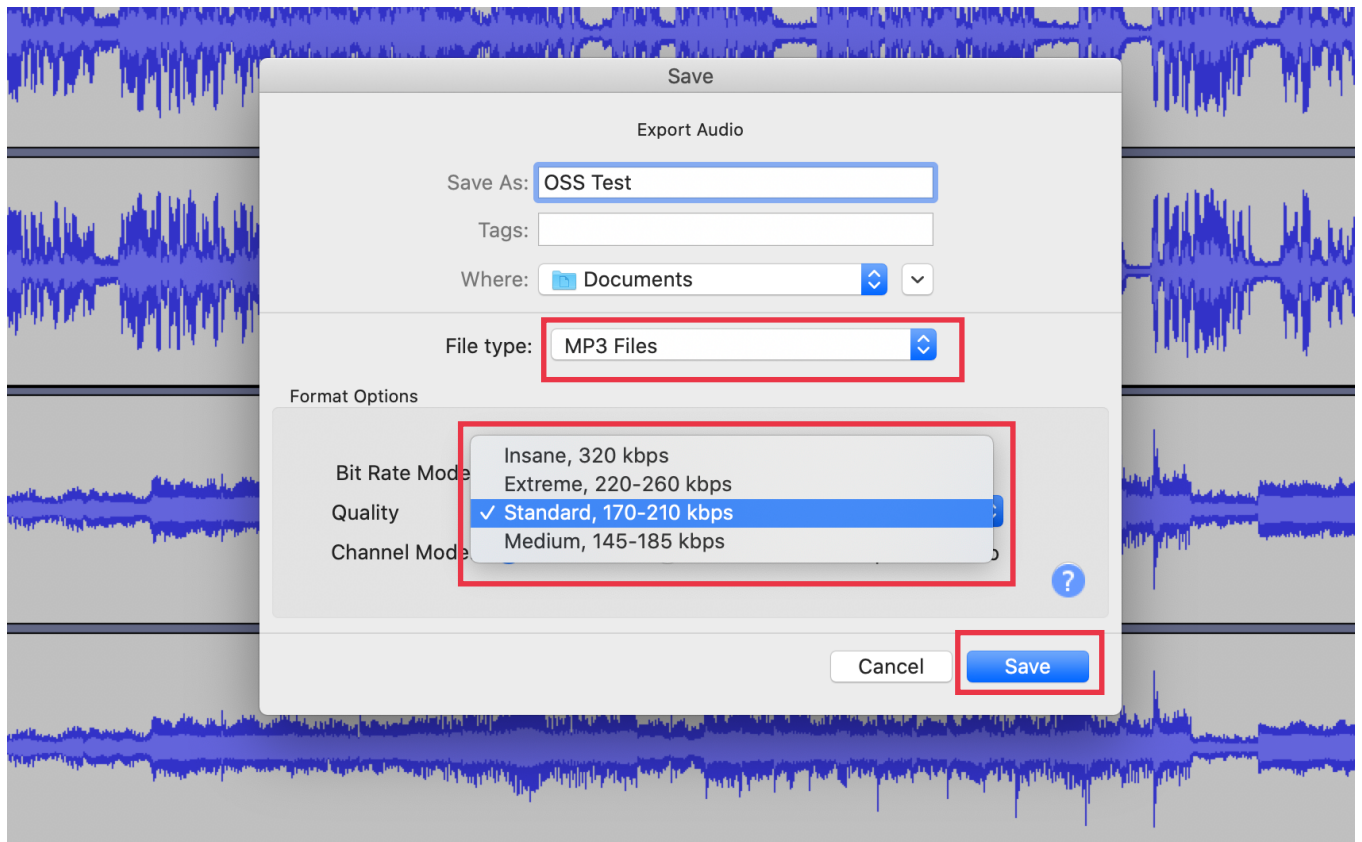 Save
Export Audio
Save As: OSS Test
Tags:
Where: Documents
File type: MP3 Files
Format Options
Bit Rate Mode
Insane, 320 kbps
Extreme, 220-260 kbps
Quality ✓ Standard, 170-210 kbps
Medium, 145-185 kbps
Channel Mode
?
Cancel Save